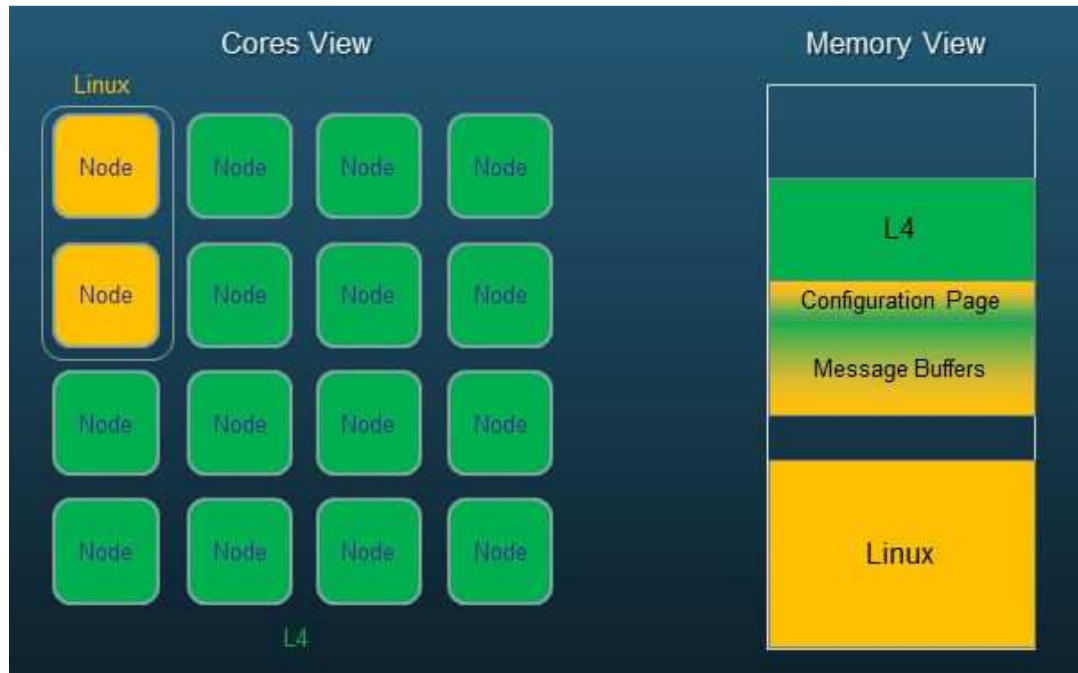 Cores View
Memory View
Linux
Node Node Node Node
Node Node Node Node
Node Node Node Node
Node Node Node Node
L4
L4
Configuration Page
Message Buffers
Linux